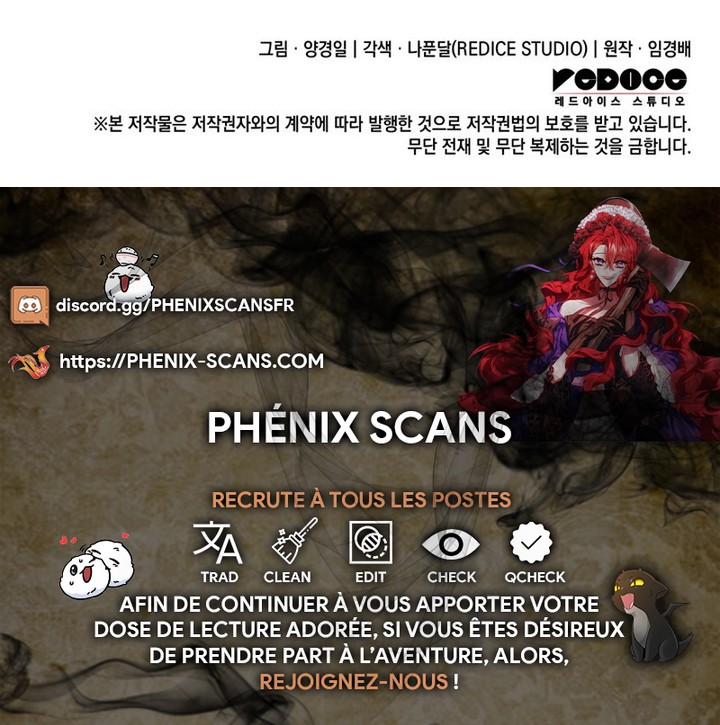 그림 · 양경일 | 각색 · 나푼달(REDICE STUDIO) | 원작 · 임경배
REDICE
레드아이스 스튜디오
※본 저작물은 저작권자와의 계약에 따라 발행한 것으로 저작권법의 보호를 받고 있습니다.
무단 전재 및 무단 복제하는 것을 금합니다.
discord.gg/PHENIXSCANSFR
https://PHENIX-SCANS.COM
PHÉNIX SCANS
RECRUTE À TOUS LES POSTES
TRAD CLEAN EDIT CHECK QCHECK
AFIN DE CONTINUER À VOUS APPORTER VOTRE
DOSE DE LECTURE ADORÉE, SI VOUS ÊTES DÉSIREUX
DE PRENDRE PART À L'AVENTURE, ALORS,
REJOIGNEZ-NOUS !